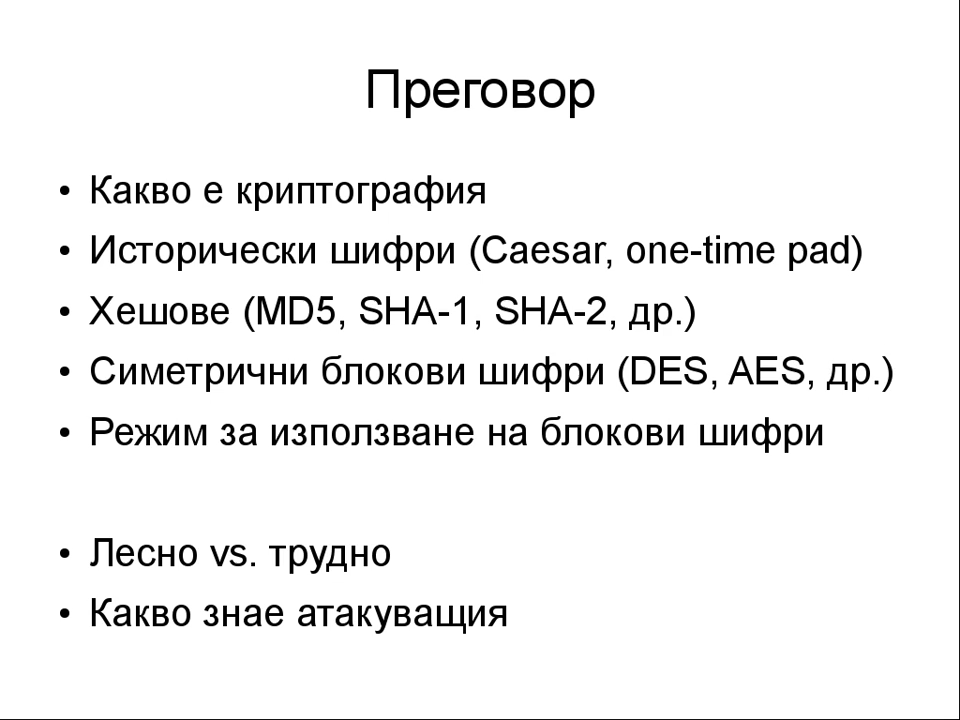 Преговор
• Какво е криптография
• Исторически шифри (Caesar, one-time pad)
• Хешове (MD5, SHA-1, SHA-2, др.)
• Симетрични блокови шифри (DES, AES, др.)
• Режим за използване на блокови шифри
• Лесно vs. трудно
• Какво знае атакуващия